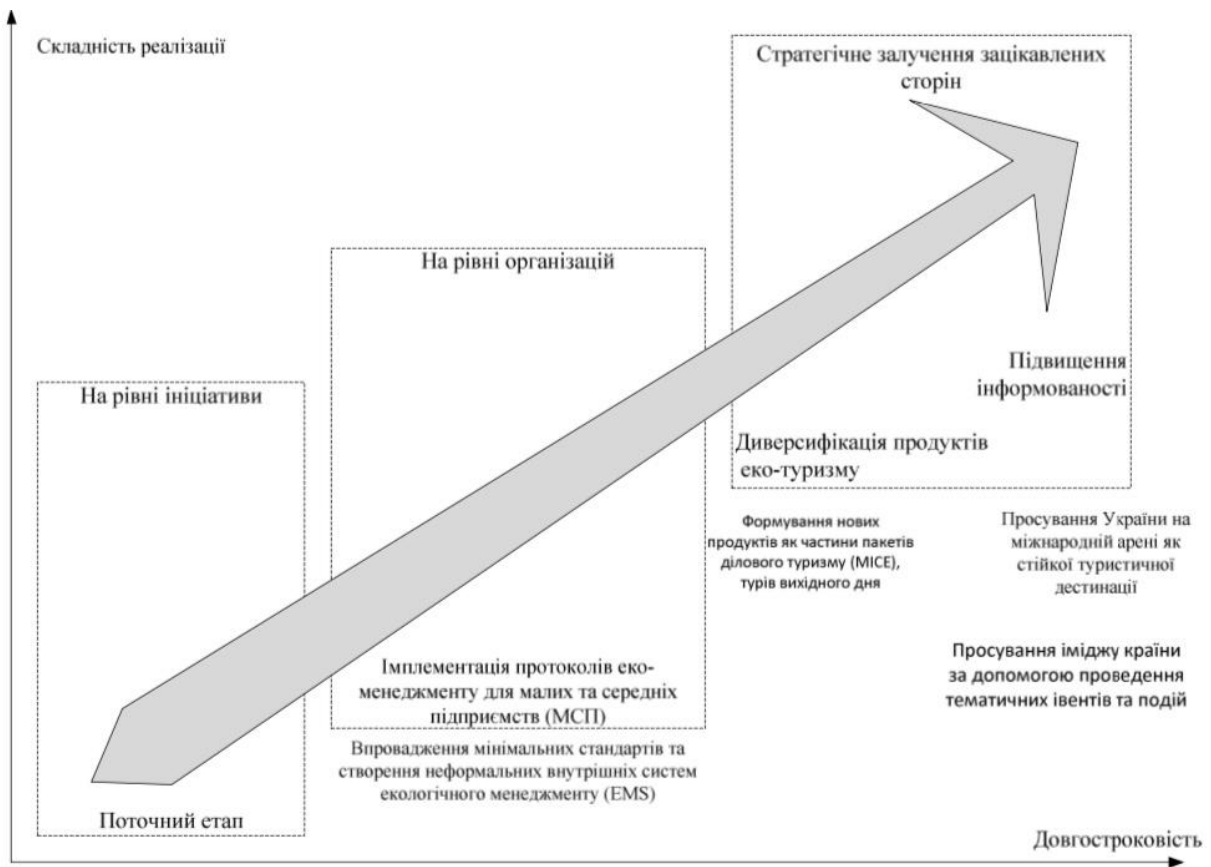 Складність реалізації
Стратегічне залучення зацікавлених
сторін
На рівні організацій
Підвищення
інформованості
На рівні ініціативи
Диверсифікація продуктів
еко-туризму
Формування нових
продуктів як частини пакетів
ділового туризму (MICE),
турів вихідного дня
Просування України на
міжнародній арені як
стійкої туристичної
дестинації
Імплементація протоколів еко-
менеджменту для малих та середніх
підприємств (МСП)
Просування іміджу країни
за допомогою проведення
тематичних івентів та подій
Впровадження мінімальних стандартів та
створення неформальних внутрішніх систем
екологічного менеджменту (EMS)
Поточний етап
Довгостроковість